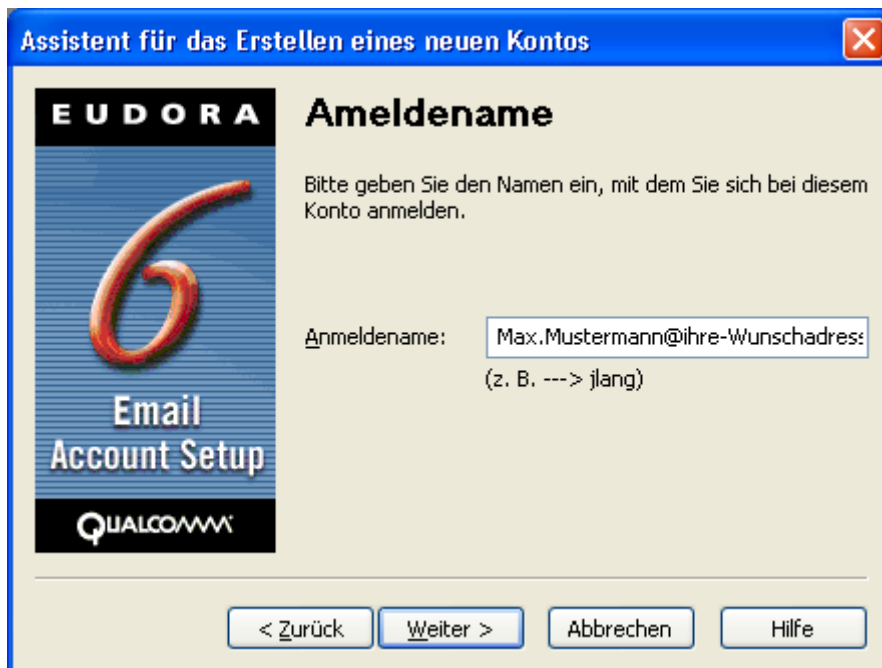 Assistent für das Erstellen eines neuen Kontos
EUDORA
6
Email
Account Setup
QUALCOMM
Ameldename
Bitte geben Sie den Namen ein, mit dem Sie sich bei diesem
Konto anmelden.
Anmeldename: Max.Mustermann@ihre-Wunschadress
(z. B. ---> jlang)
< Zurück Weiter > Abbrechen Hilfe